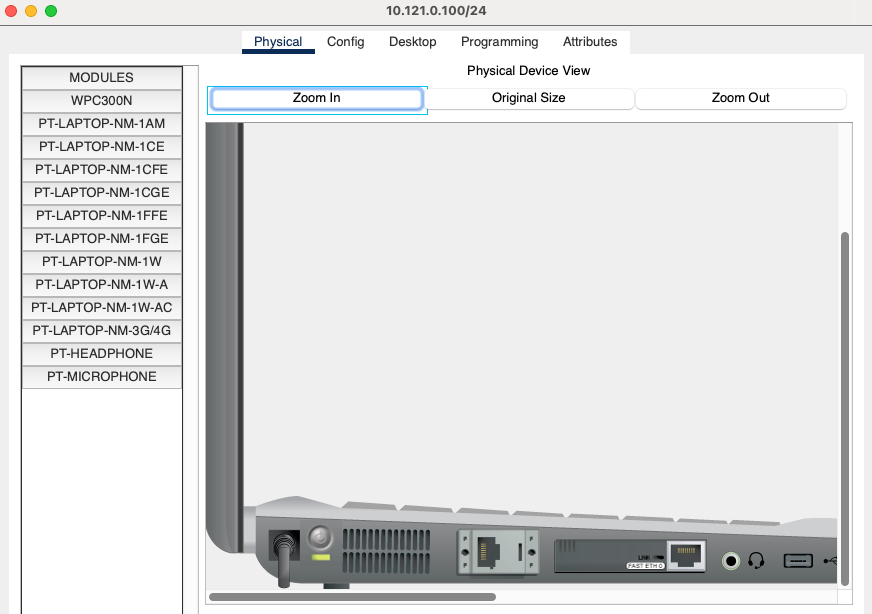 10.121.0.100/24
Physical Config Desktop Programming Attributes
MODULES
WPC300N
PT-LAPTOP-NM-1AM
PT-LAPTOP-NM-1CE
PT-LAPTOP-NM-1CFE
PT-LAPTOP-NM-1CGE
PT-LAPTOP-NM-1FFE
PT-LAPTOP-NM-1FGE
PT-LAPTOP-NM-1W
PT-LAPTOP-NM-1W-A
PT-LAPTOP-NM-1W-AC
PT-LAPTOP-NM-3G/4G
PT-HEADPHONE
PT-MICROPHONE
Physical Device View
Zoom In Original Size Zoom Out
LINK
FAST ETH 0